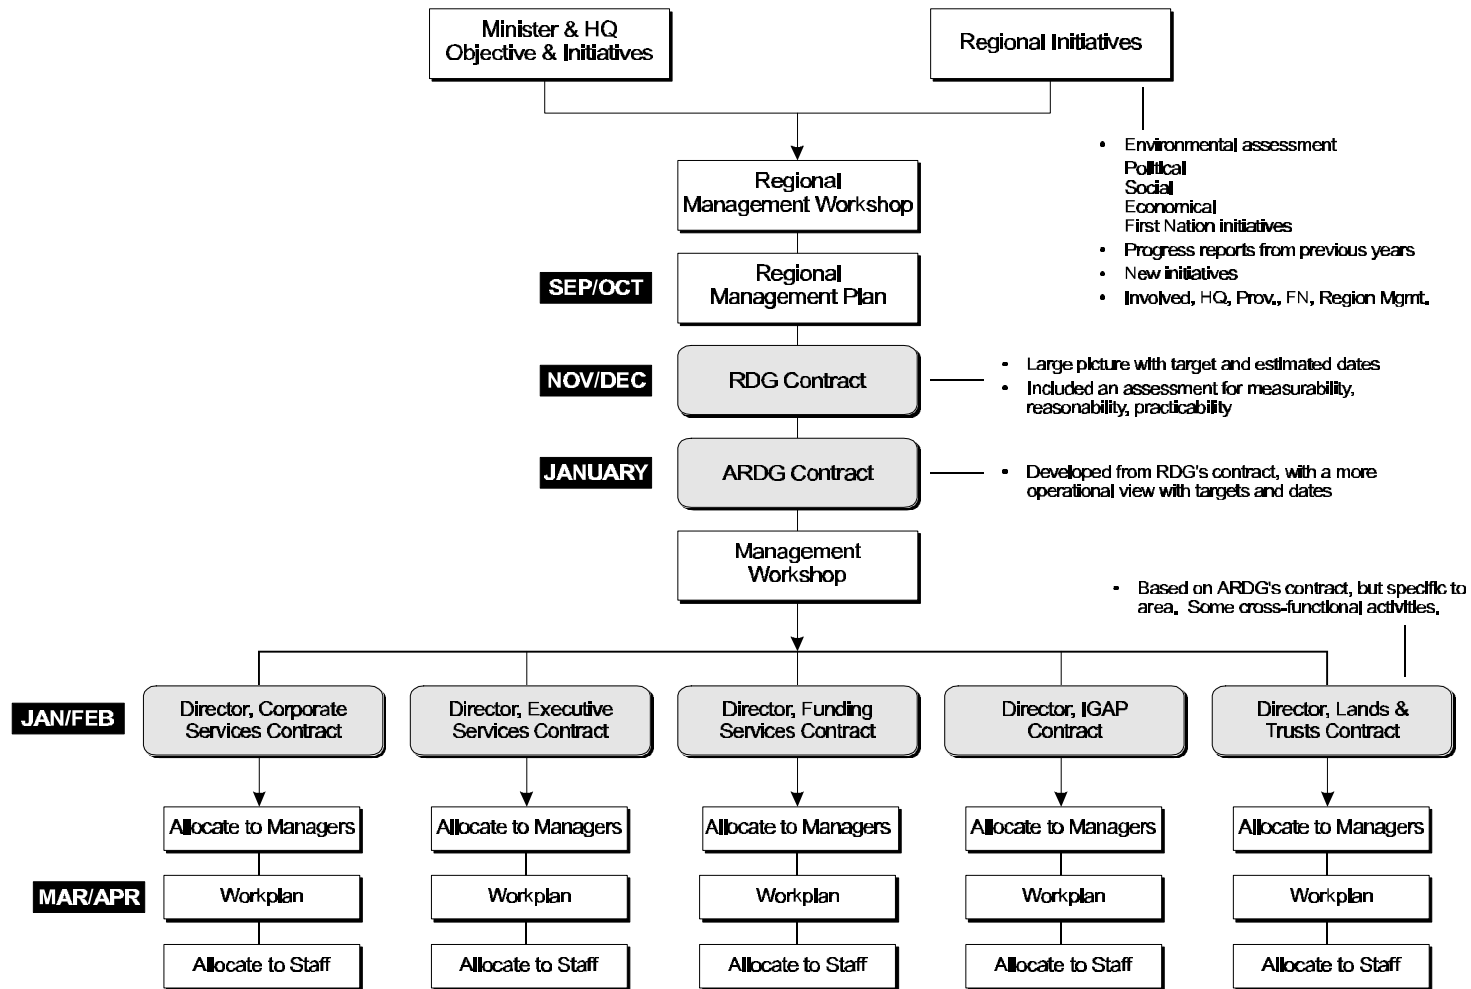 Minister & HQ
Objective & Initiatives
Regional Initiatives
• Environmental assessment
Political
Social
Economical
First Nation initiatives
• Progress reports from previous years
• New initiatives
• Involved, HQ, Prov., FN, Region Mgmt.
Regional
Management Workshop
SEP/OCT
Regional
Management Plan
NOV/DEC
RDG Contract
• Large picture with target and estimated dates
• Included an assessment for measurability,
reasonability, practicability
JANUARY
ARDG Contract
• Developed from RDG's contract, with a more
operational view with targets and dates
Management
Workshop
• Based on ARDG's contract, but specific to
area. Some cross-functional activities.
JAN/FEB
Director, Corporate
Services Contract
Director, Executive
Services Contract
Director, Funding
Services Contract
Director, IGAP
Contract
Director, Lands &
Trusts Contract
Allocate to Managers
Allocate to Managers
Allocate to Managers
Allocate to Managers
Allocate to Managers
MAR/APR
Workplan
Workplan
Workplan
Workplan
Workplan
Allocate to Staff
Allocate to Staff
Allocate to Staff
Allocate to Staff
Allocate to Staff